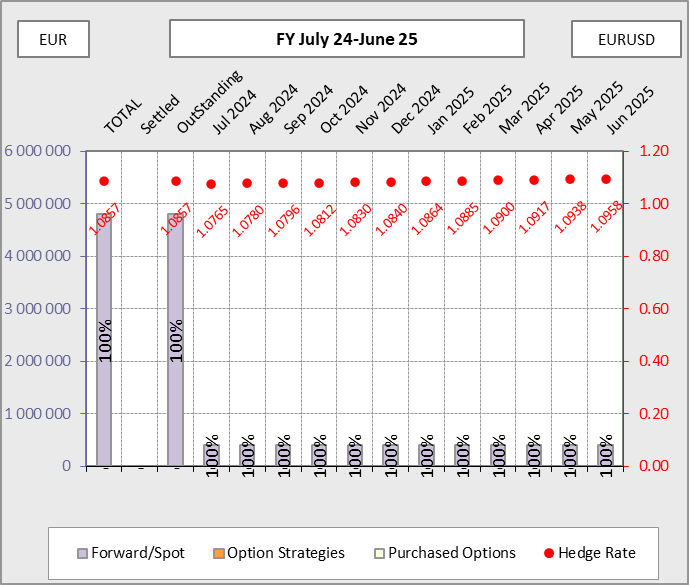 EUR
FY July 24-June 25
EURUSD
TOTAL
Settled
OutStanding
Jul 2024
Aug 2024
Sep 2024
Oct 2024
Nov 2024
Dec 2024
Jan 2025
Feb 2025
Mar 2025
Apr 2025
May 2025
Jun 2025
6 000 000
5 000 000
4 000 000
3 000 000
2 000 000
1 000 000
0
1.20
1.00
0.80
0.60
0.40
0.20
0.00
1.0857
1.0857
1.0765
1.0780
1.0796
1.0812
1.0830
1.0840
1.0864
1.0885
1.0900
1.0917
1.0938
1.0958
100%
100%
100%
100%
100%
100%
100%
100%
100%
100%
100%
100%
100%
100%
-
-
-
Forward/Spot
Option Strategies
Purchased Options
Hedge Rate